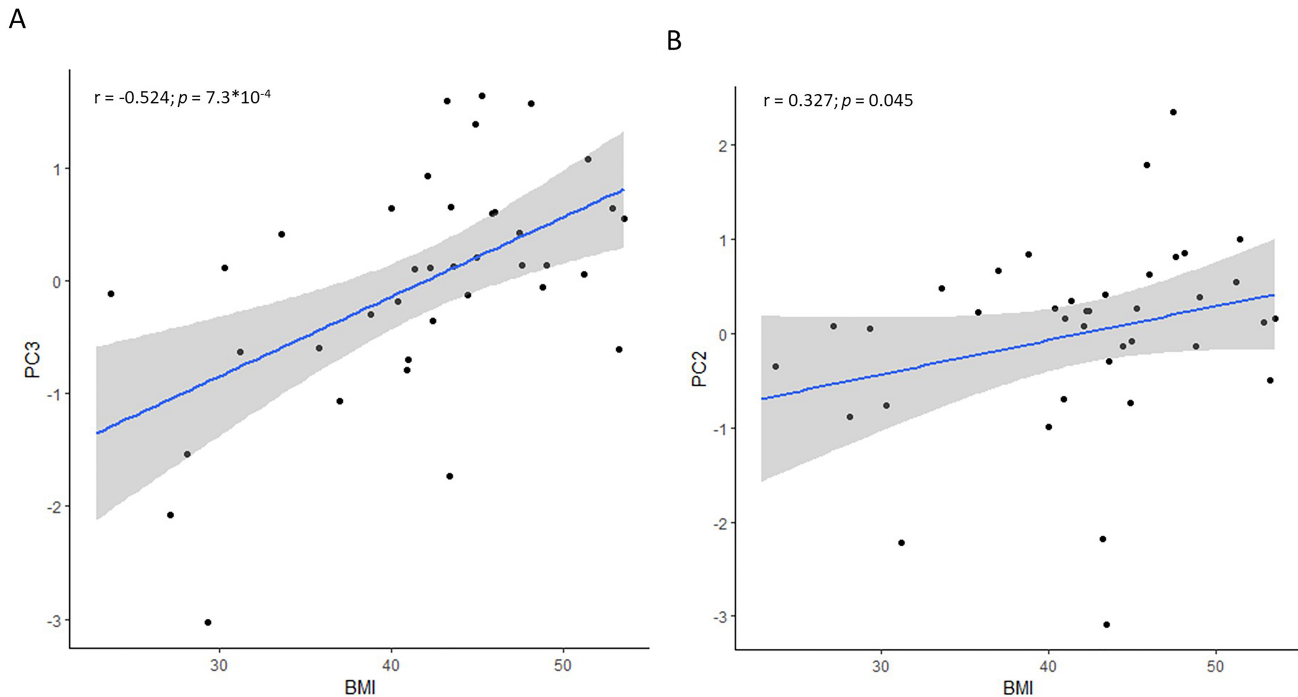 A
r = -0.524; p = 7.3*10⁻⁴
1
0
-1
-2
-3
PC3
30 40 50
BMI
B
r = 0.327; p = 0.045
2
1
0
-1
-2
-3
PC2
30 40 50
BMI